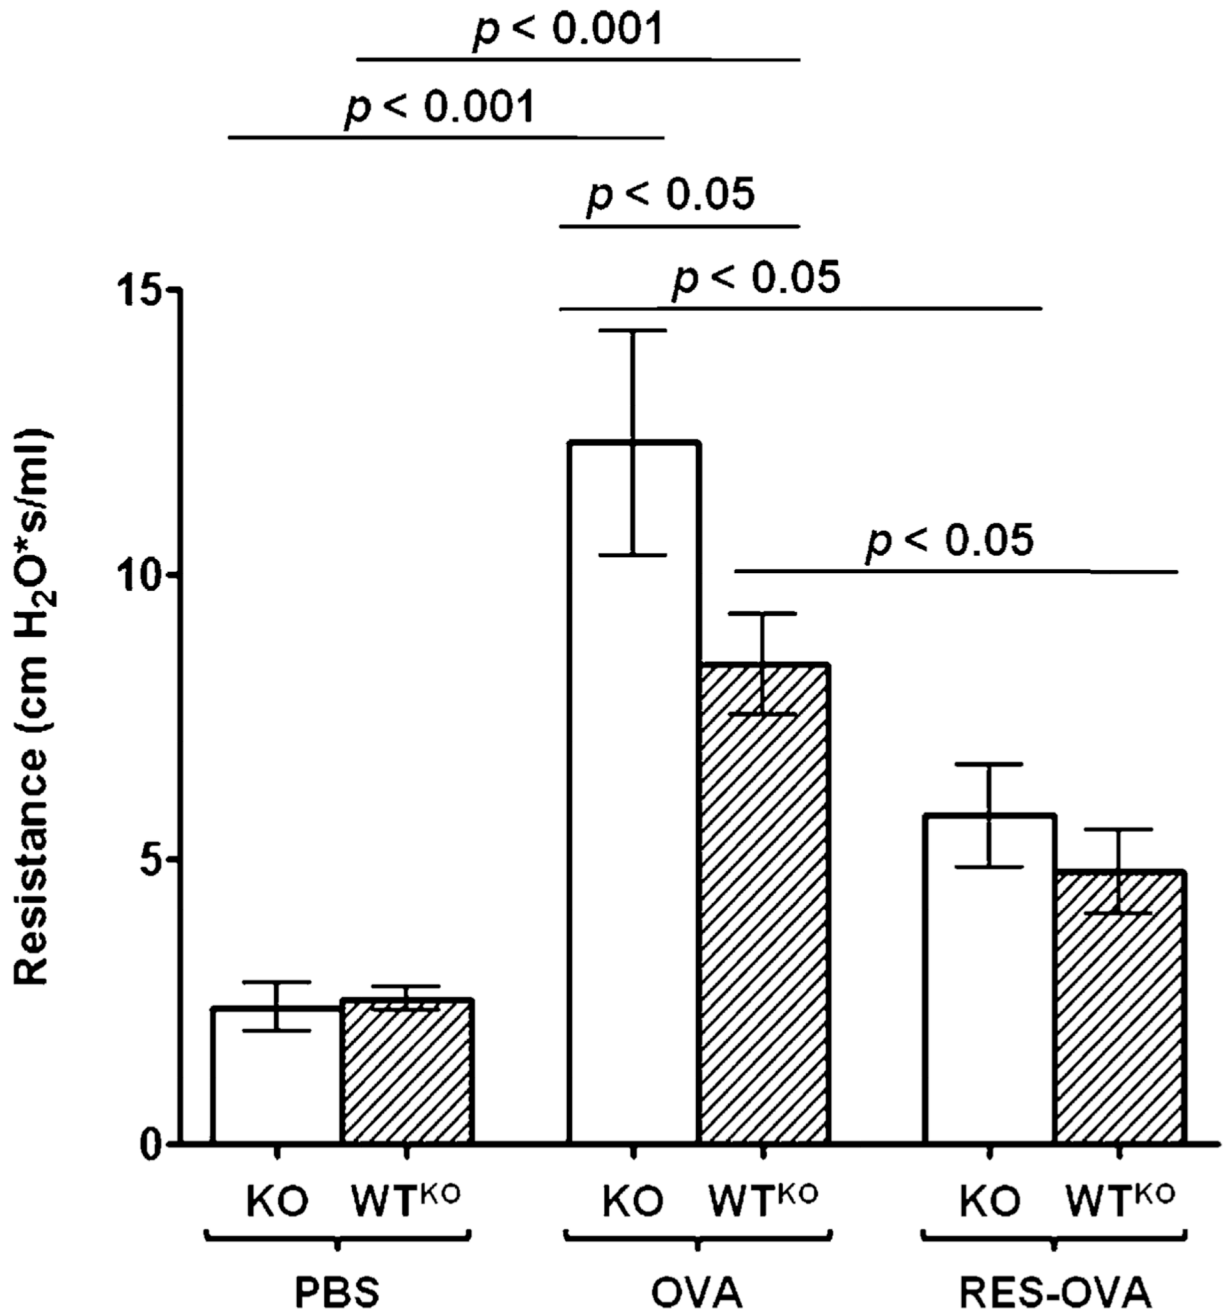 p < 0.001
p < 0.001
p < 0.05
p < 0.05
p < 0.05
Resistance (cm H₂O*s/ml)
15
10
5
0
KO WTᴷᴼ KO WTᴷᴼ KO WTᴷᴼ
PBS OVA RES-OVA